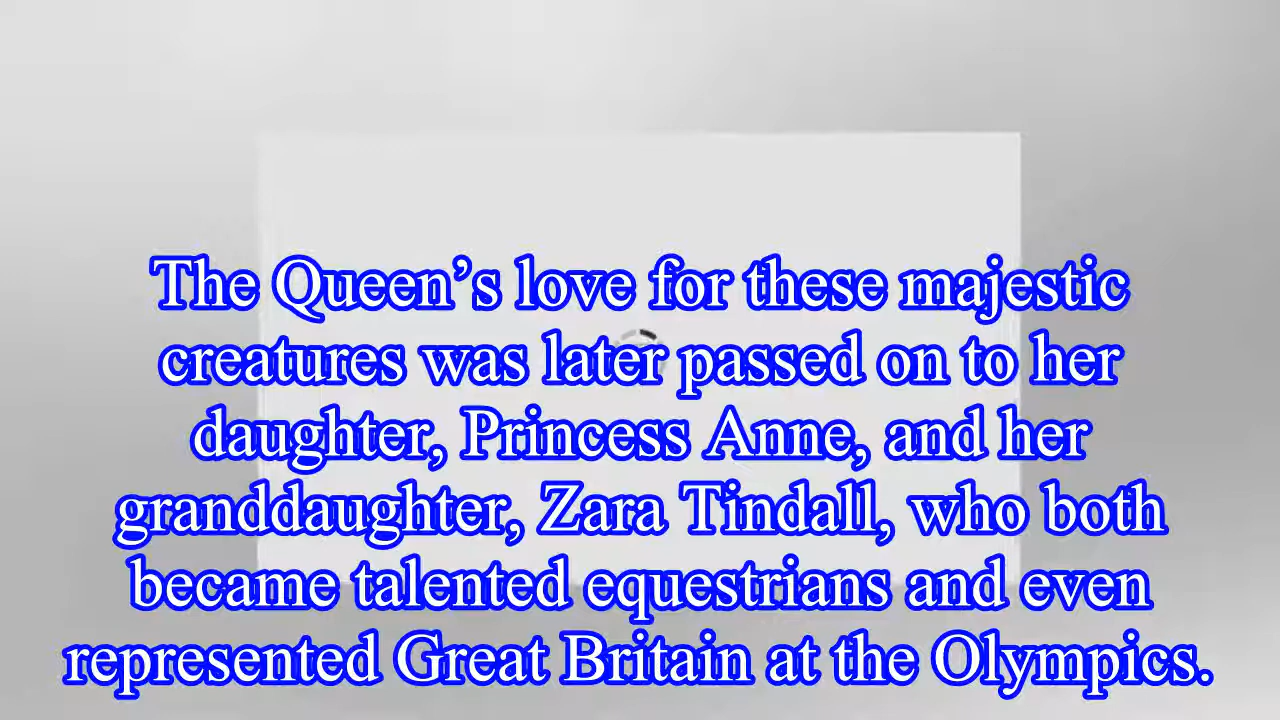 The Queen’s love for these majestic
creatures was later passed on to her
daughter, Princess Anne, and her
granddaughter, Zara Tindall, who both
became talented equestrians and even
represented Great Britain at the Olympics.